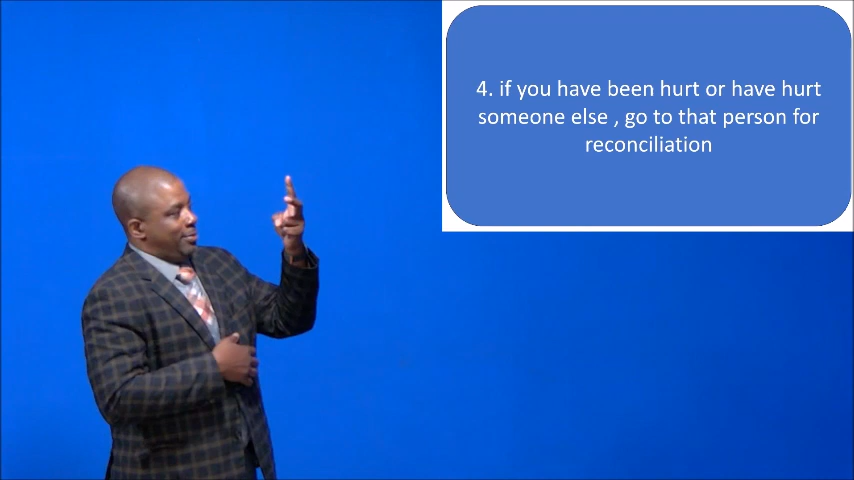 4. if you have been hurt or have hurt
someone else , go to that person for
reconciliation